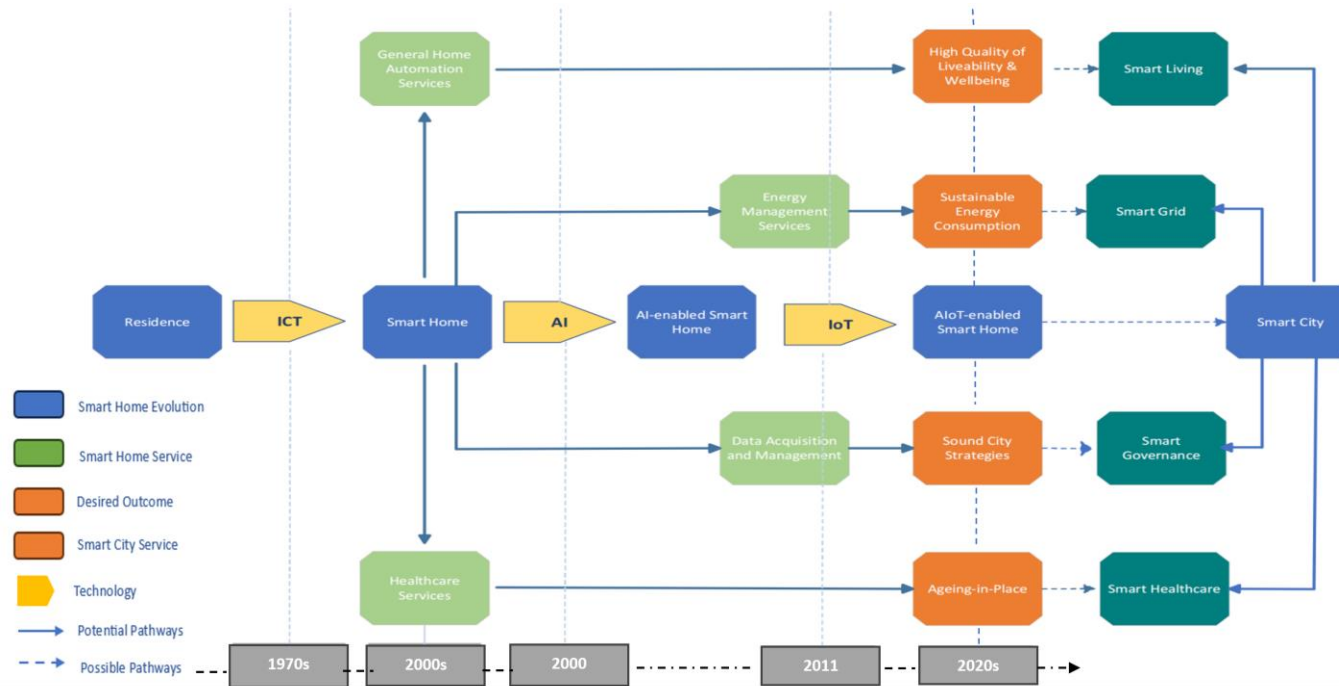 General Home
Automation
Services
High Quality of
Liveability &
Wellbeing
Smart Living
Energy
Management
Services
Sustainable
Energy
Consumption
Smart Grid
Residence
ICT
Smart Home
AI
AI-enabled Smart
Home
IoT
AIoT-enabled
Smart Home
Smart City
Data Acquisition
and Management
Sound City
Strategies
Smart
Governance
Healthcare
Services
Ageing-in-Place
Smart Healthcare
Smart Home Evolution
Smart Home Service
Desired Outcome
Smart City Service
Technology
Potential Pathways
Possible Pathways
1970s
2000s
2000
2011
2020s